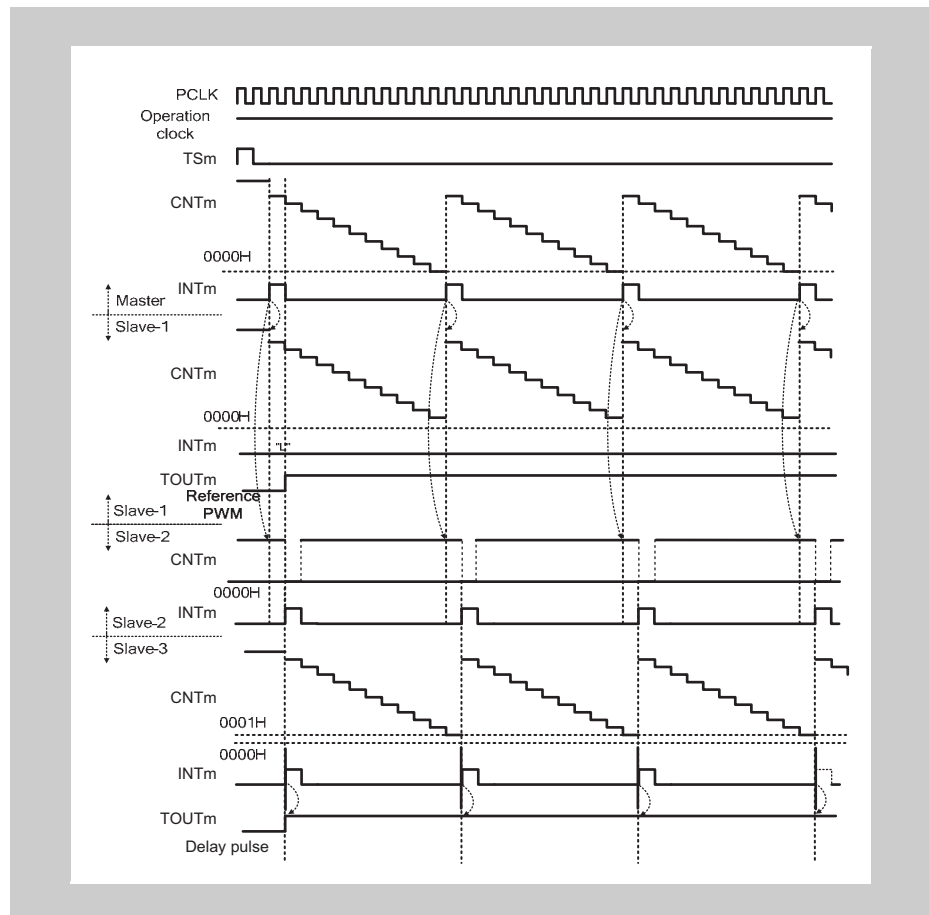 PCLK
Operation
clock
TSm
CNTm
0000H
INTm
Master
Slave-1
CNTm
0000H
INTm
TOUTm
Reference
PWM
Slave-1
Slave-2
CNTm
0000H
INTm
Slave-2
Slave-3
CNTm
0001H
0000H
INTm
TOUTm
Delay pulse